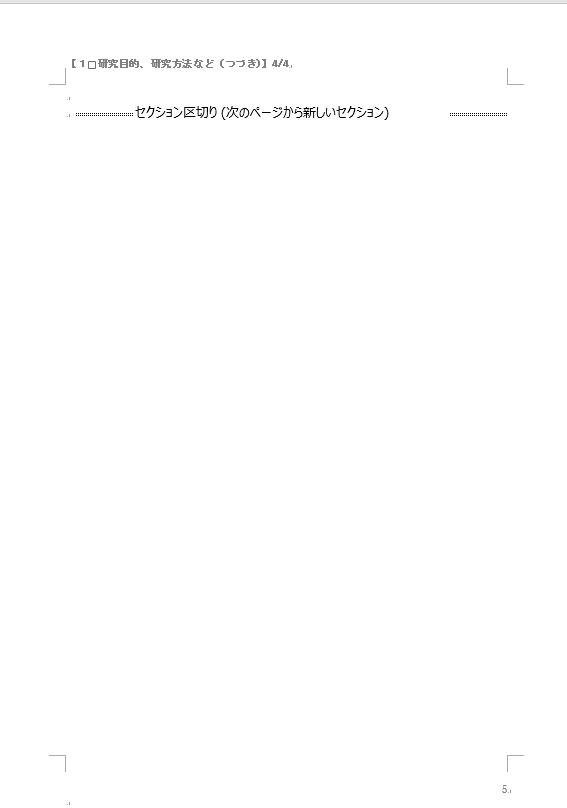 【１□研究目的、研究方法など（つづき）】4/4
セクション区切り (次のページから新しいセクション)
5